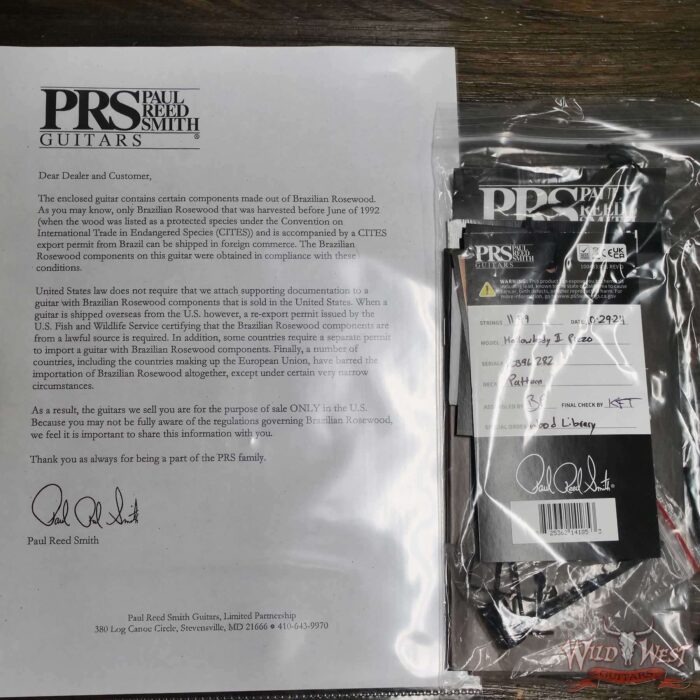 PRS PAUL
REED
SMITH
GUITARS
Dear Dealer and Customer,
The enclosed guitar contains certain components made out of Brazilian Rosewood.
As you may know, only Brazilian Rosewood that was harvested before June of 1992
(when the wood was listed as a protected species under the Convention on
International Trade in Endangered Species (CITES)) and is accompanied by a CITES
export permit from Brazil can be shipped in foreign commerce. The Brazilian
Rosewood components on this guitar were obtained in compliance with these
conditions.
United States law does not require that we attach supporting documentation to a
guitar with Brazilian Rosewood components that is sold in the United States. When a
guitar is shipped overseas from the U.S. however, a re-export permit issued by the
U.S. Fish and Wildlife Service certifying that the Brazilian Rosewood components are
from a lawful source is required. In addition, some countries require a separate permit
to import a guitar with Brazilian Rosewood components. Finally, a number of
countries, including the countries making up the European Union, have barred the
importation of Brazilian Rosewood altogether, except under certain very narrow
circumstances.
As a result, the guitars we sell you are for the purpose of sale ONLY in the U.S.
Because you may not be fully aware of the regulations governing Brazilian Rosewood,
we feel it is important to share this information with you.
Thank you as always for being a part of the PRS family.
Paul Reed Smith
Paul Reed Smith
Paul Reed Smith Guitars, Limited Partnership
380 Log Canoe Circle, Stevensville, MD 21666 • 410-643-9970
PRS PAUL
REED
SMITH
PRS PAUL
REED
SMITH
GUITARS
WARNING:
STRINGS DATE
MODEL Hollowbody II Piezo
SERIAL
NECK Pattern
ASSEMBLED BY FINAL CHECK BY KFT
SPECIAL ORDER Wood Library
Paul Reed Smith
WILD WEST
GUITARS